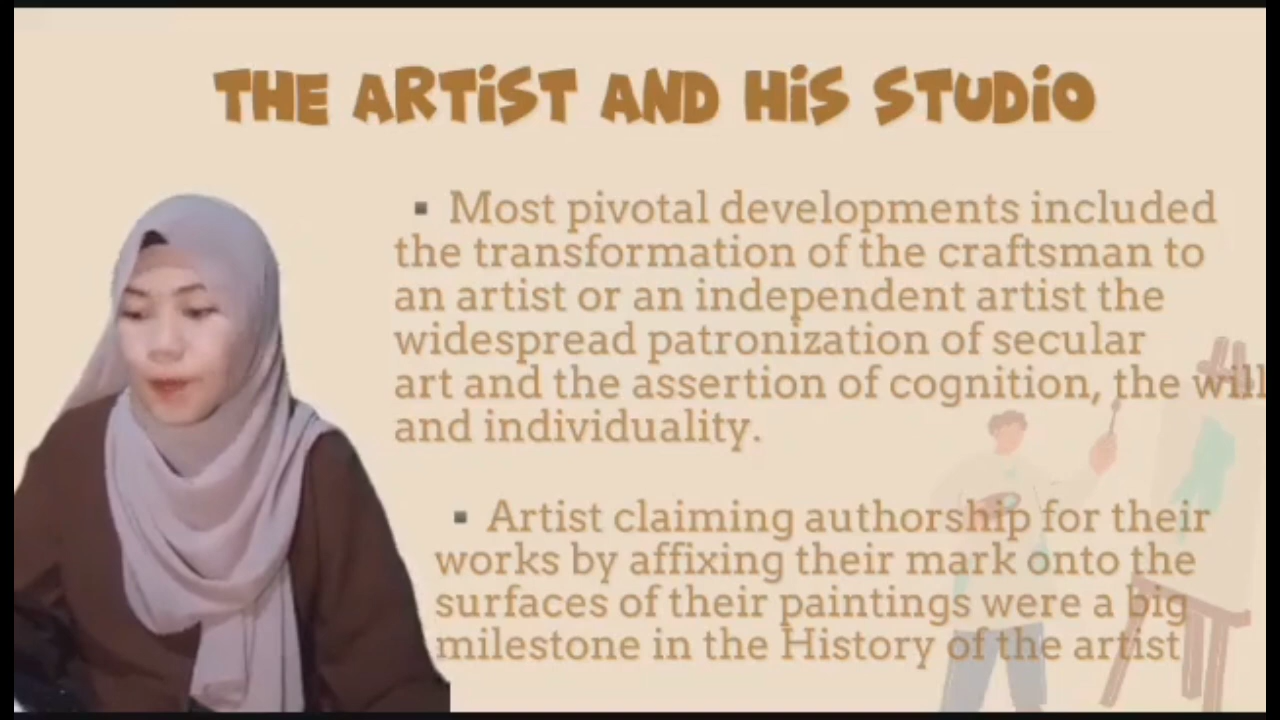 THE ARTiST AND HiS STUDiO
▪ Most pivotal developments included
the transformation of the craftsman to
an artist or an independent artist the
widespread patronization of secular
art and the assertion of cognition, the will
and individuality.
▪ Artist claiming authorship for their
works by affixing their mark onto the
surfaces of their paintings were a big
milestone in the History of the artist